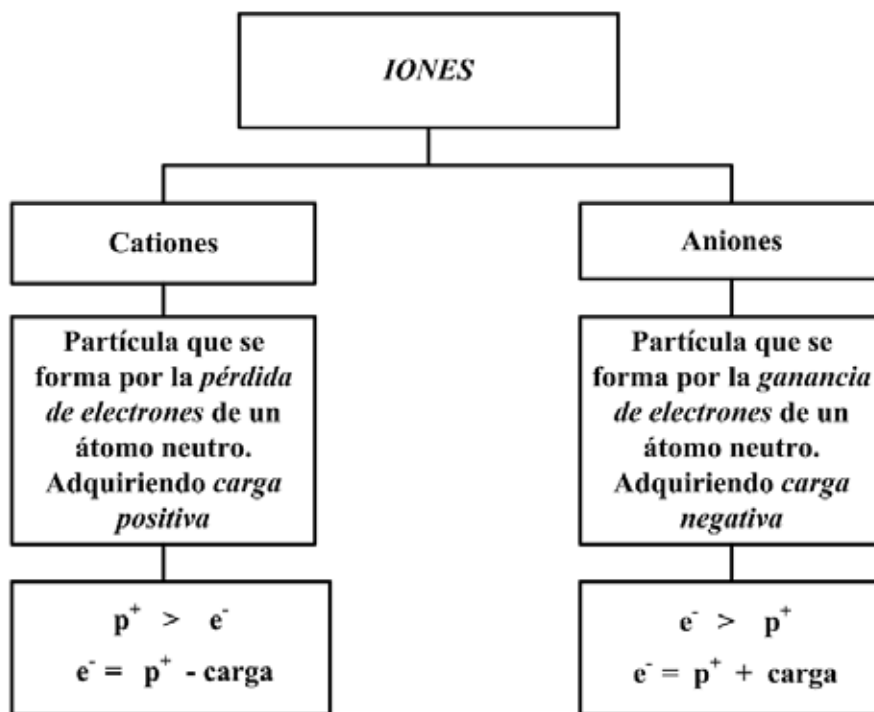 IONES
Cationes
Partícula que se
forma por la pérdida
de electrones de un
átomo neutro.
Adquiriendo carga
positiva
p⁺ > e⁻
e⁻ = p⁺ - carga
Aniones
Partícula que se
forma por la ganancia
de electrones de un
átomo neutro.
Adquiriendo carga
negativa
e⁻ > p⁺
e⁻ = p⁺ + carga